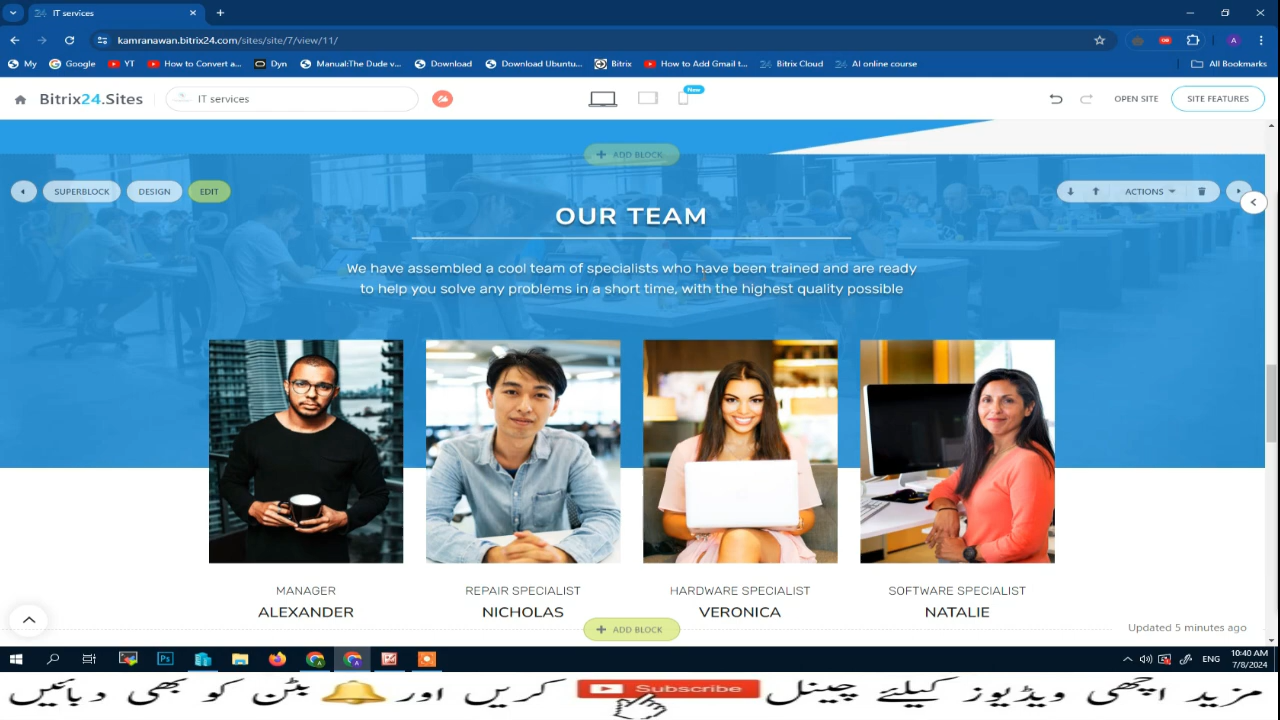 IT services
kamranawan.bitrix24.com/sites/site/7/view/11/
My Google YT How to Convert a... Dyn Manual:The Dude v... Download Download Ubuntu... Bitrix How to Add Gmail t... Bitrix Cloud AI online course All Bookmarks
Bitrix24.Sites IT services New OPEN SITE SITE FEATURES
+ ADD BLOCK
SUPERBLOCK DESIGN EDIT ACTIONS
OUR TEAM
We have assembled a cool team of specialists who have been trained and are ready
to help you solve any problems in a short time, with the highest quality possible
MANAGER REPAIR SPECIALIST HARDWARE SPECIALIST SOFTWARE SPECIALIST
ALEXANDER NICHOLAS VERONICA NATALIE
+ ADD BLOCK Updated 5 minutes ago
ENG 10:40 AM
7/8/2024
مزید اچھی ویڈیوز کیلئے چینل Subscribe کریں اور بٹن کو بھی دبائیں